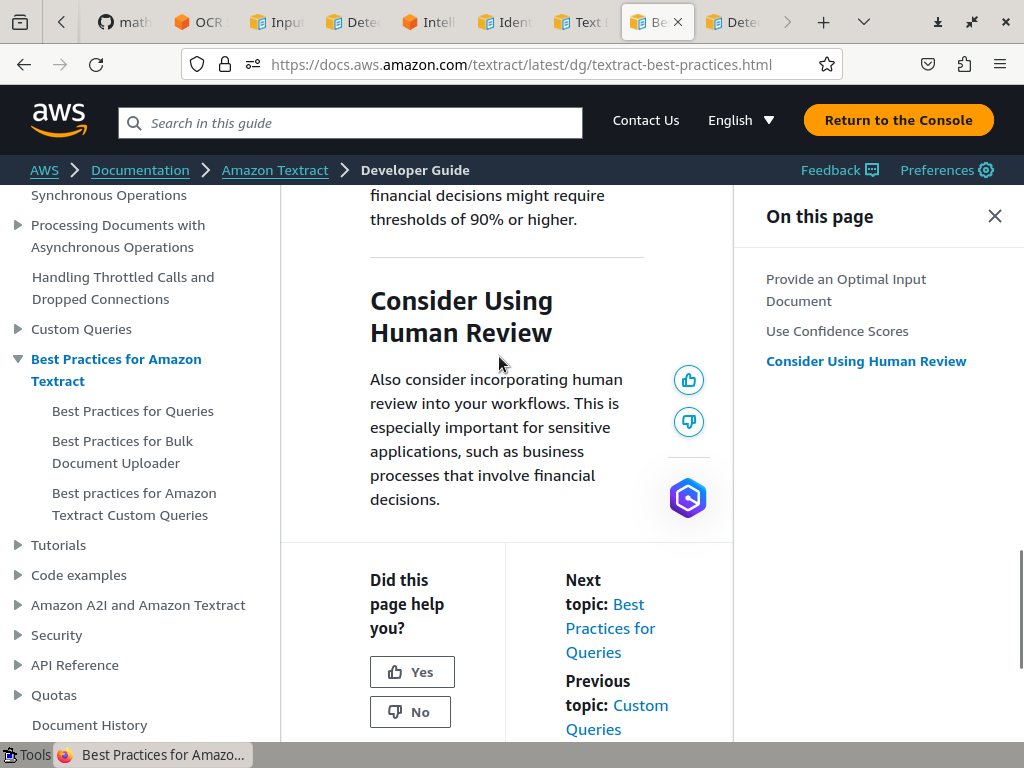 math
OCR
Input
Dete
Intell
Ident
Text
Be
Dete
https://docs.aws.amazon.com/textract/latest/dg/textract-best-practices.html
aws
Search in this guide
Contact Us
English
Return to the Console
AWS
Documentation
Amazon Textract
Developer Guide
Feedback
Preferences
Synchronous Operations
Processing Documents with
Asynchronous Operations
Handling Throttled Calls and
Dropped Connections
Custom Queries
Best Practices for Amazon
Textract
Best Practices for Queries
Best Practices for Bulk
Document Uploader
Best practices for Amazon
Textract Custom Queries
Tutorials
Code examples
Amazon A2I and Amazon Textract
Security
API Reference
Quotas
Document History
financial decisions might require
thresholds of 90% or higher.
Consider Using
Human Review
Also consider incorporating human
review into your workflows. This is
especially important for sensitive
applications, such as business
processes that involve financial
decisions.
Did this
page help
you?
Yes
No
Next
topic: Best
Practices for
Queries
Previous
topic: Custom
Queries
On this page
Provide an Optimal Input
Document
Use Confidence Scores
Consider Using Human Review
Tools
Best Practices for Amazo...